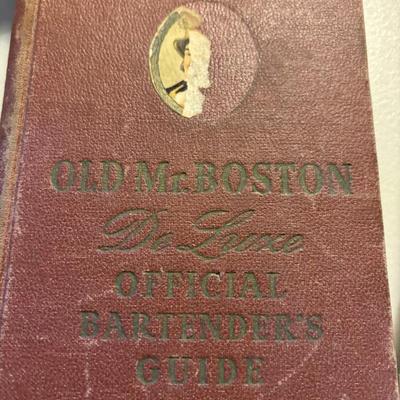 OLD Mr. BOSTON
De Luxe
OFFICIAL
BARTENDER'S
GUIDE